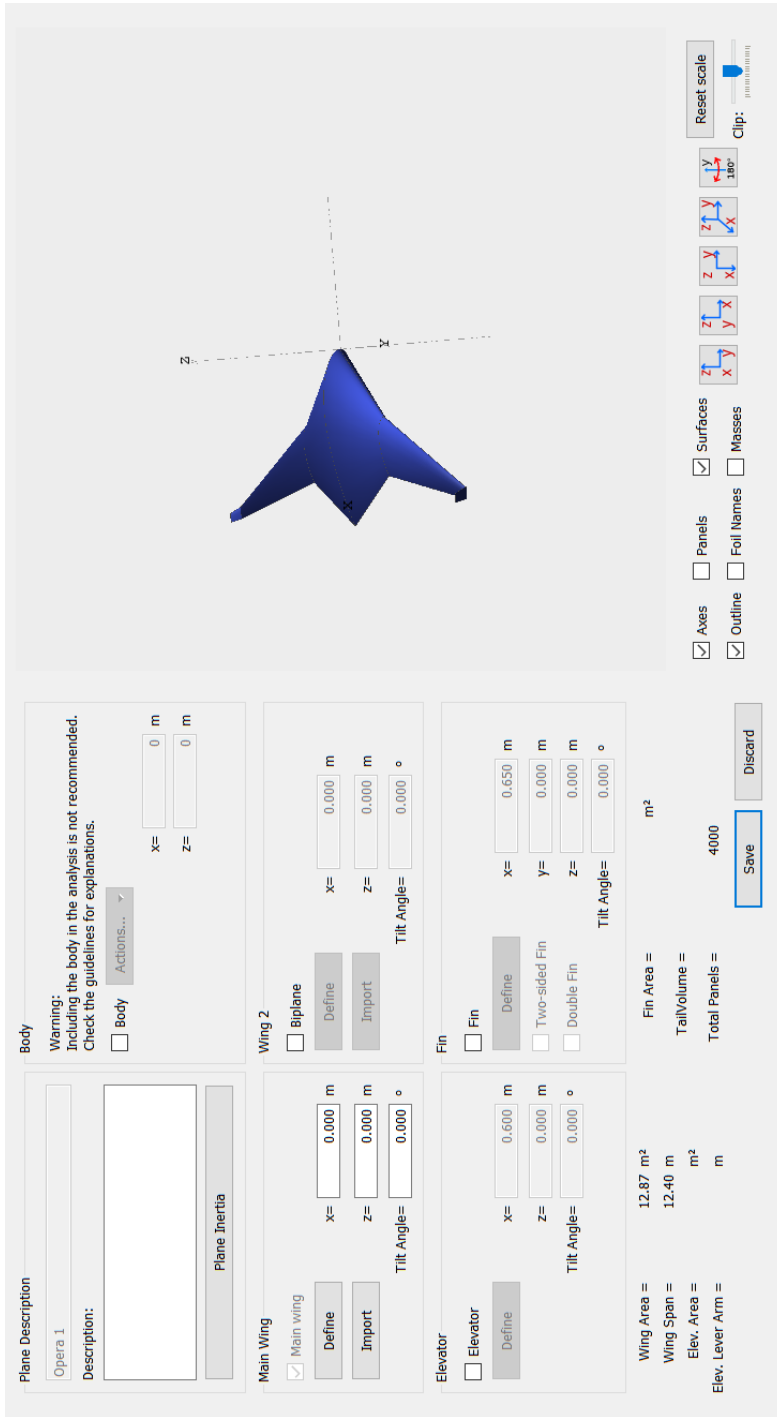 Plane Description
Opera 1
Description:
Plane Inertia
Body
Warning:
Including the body in the analysis is not recommended.
Check the guidelines for explanations.
Body
Actions...
x= 0 m
z= 0 m
Main Wing
Main wing
Define
Import
x= 0.000 m
z= 0.000 m
Tilt Angle= 0.000 °
Wing 2
Biplane
Define
Import
x= 0.000 m
z= 0.000 m
Tilt Angle= 0.000 °
Elevator
Elevator
Define
x= 0.600 m
z= 0.000 m
Tilt Angle= 0.000 °
Fin
Fin
Define
Two-sided Fin
Double Fin
x= 0.650 m
y= 0.000 m
z= 0.000 m
Tilt Angle= 0.000 °
Wing Area = 12.87 m²
Wing Span = 12.40 m
Elev. Area = m²
Elev. Lever Arm = m
Fin Area = m²
TailVolume =
Total Panels = 4000
Save
Discard
Z
Y
X
Axes
Panels
Surfaces
Outline
Foil Names
Masses
z x y
z y x
z y x
z y x
y 180°
Reset scale
Clip: